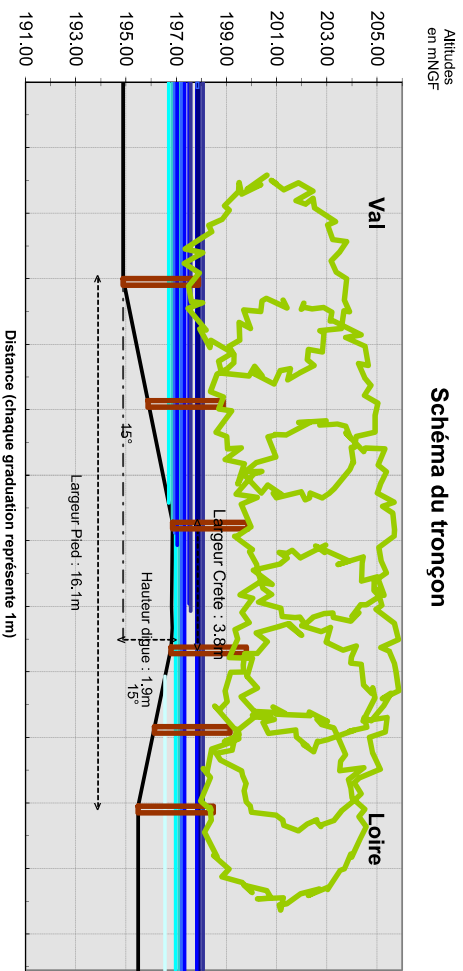 Schéma du tronçon
Altitudes
en mNGF
205.00
203.00
201.00
199.00
197.00
195.00
193.00
191.00
Val
Loire
Largeur Crete : 3.8m
Hauteur digue : 1.9m
15°
15°
Largeur Pied : 16.1m
Distance (chaque graduation représente 1m)